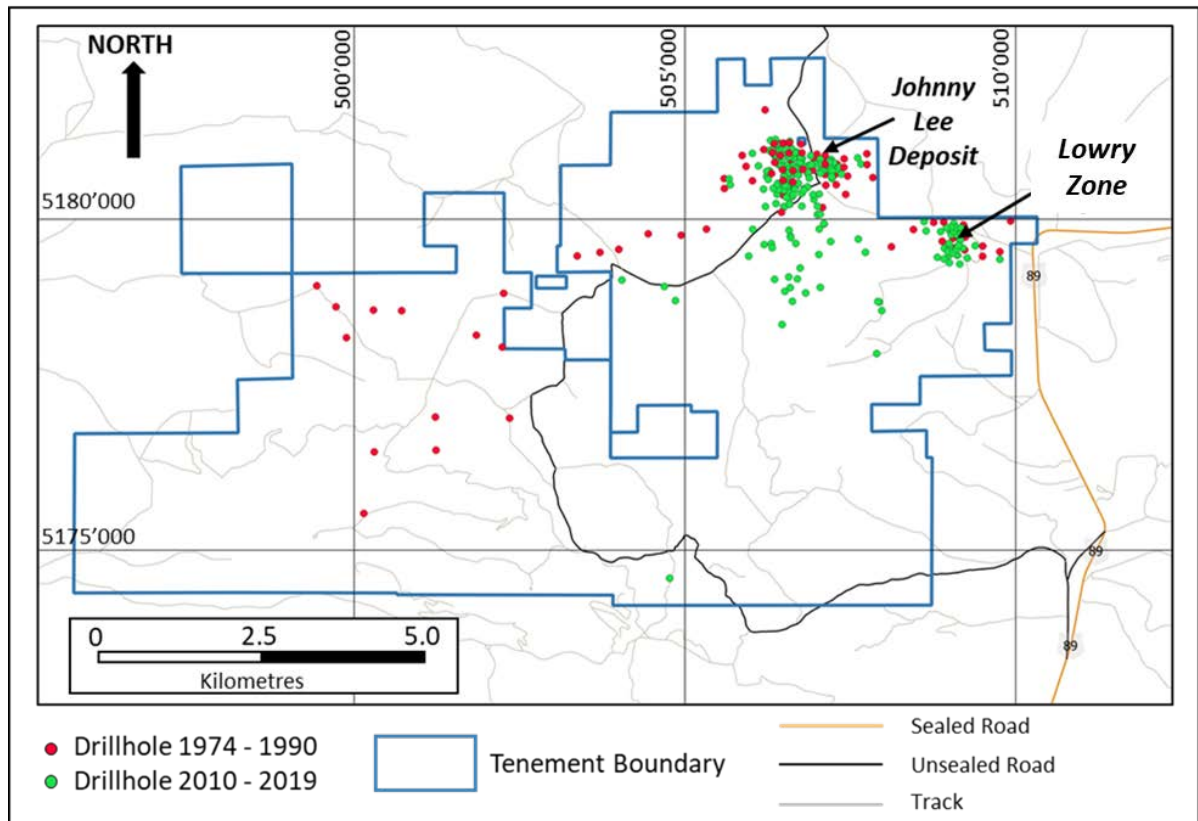 NORTH
500’000
505’000
510’000
Johnny
Lee
Deposit
Lowry
Zone
5180’000
89
5175’000
89
0 2.5 5.0
Kilometres
89
Drillhole 1974 - 1990
Drillhole 2010 - 2019
Tenement Boundary
Sealed Road
Unsealed Road
Track